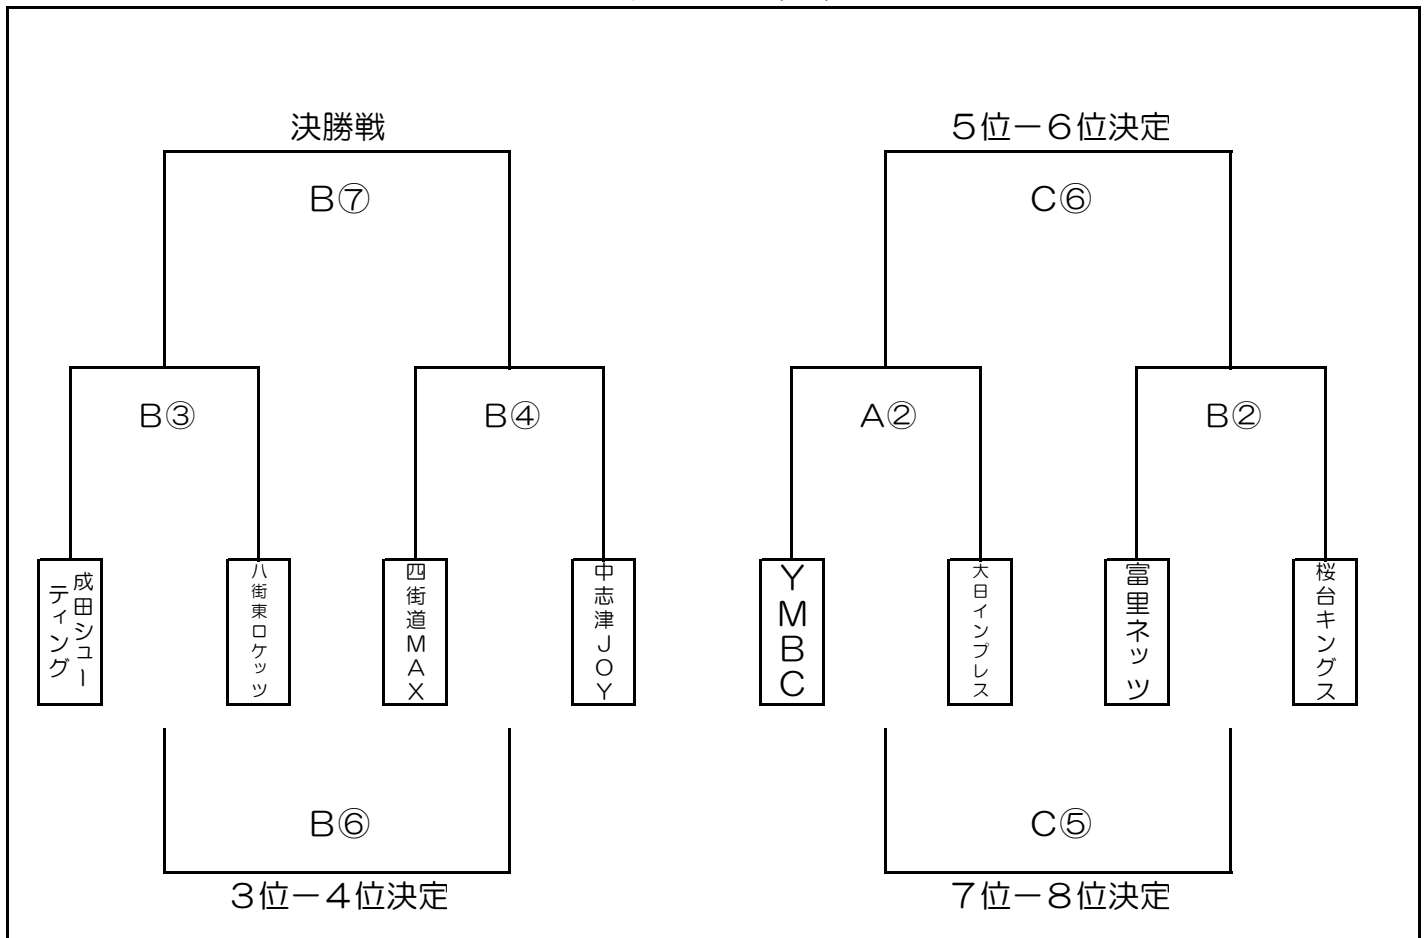 決勝戦
5位－6位決定
B⑦
C⑥
B③
B④
A②
B②
成田シュー
ティング
八街東ロケッツ
四街道MAX
中志津JOY
YMBC
大日インプレス
富里ネッツ
桜台キングス
B⑥
C⑤
3位－4位決定
7位－8位決定